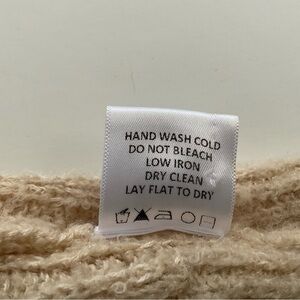 HAND WASH COLD
DO NOT BLEACH
LOW IRON
DRY CLEAN
LAY FLAT TO DRY